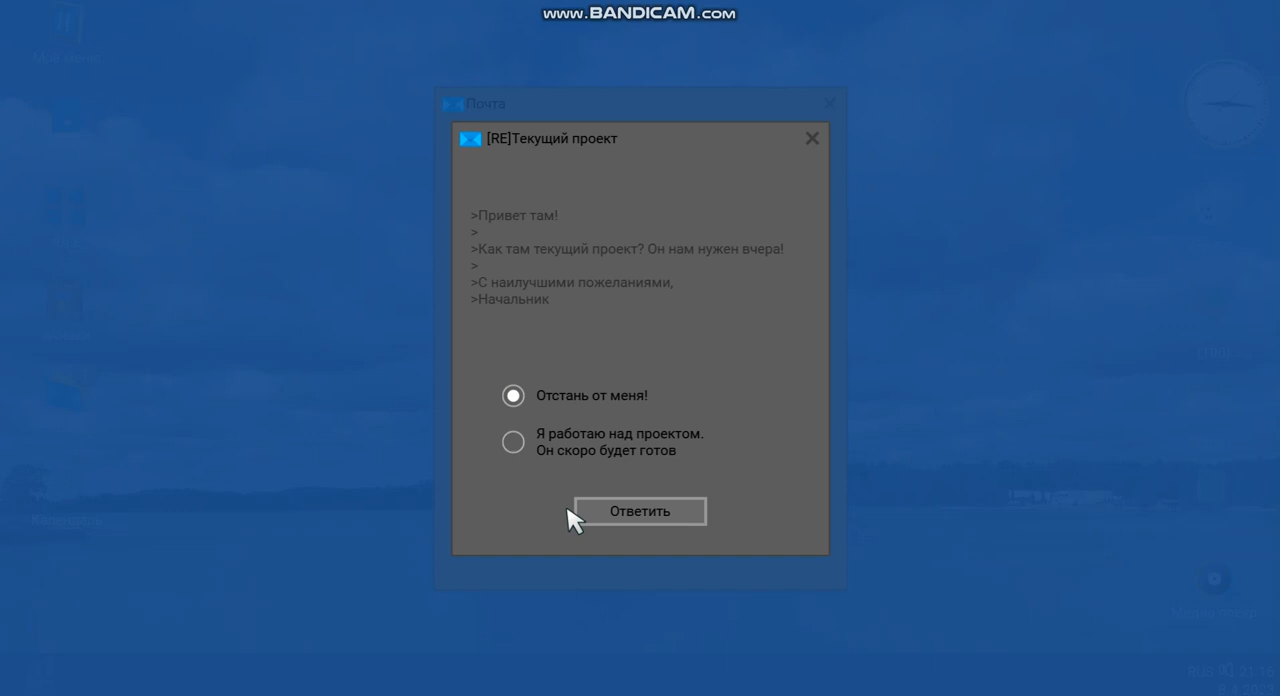 www.BANDICAM.com
Почта
[RE]Текущий проект
>Привет там!
>
>Как там текущий проект? Он нам нужен вчера!
>
>С наилучшими пожеланиями,
>Начальник
Отстань от меня!
Я работаю над проектом.
Он скоро будет готов
Ответить
RUS